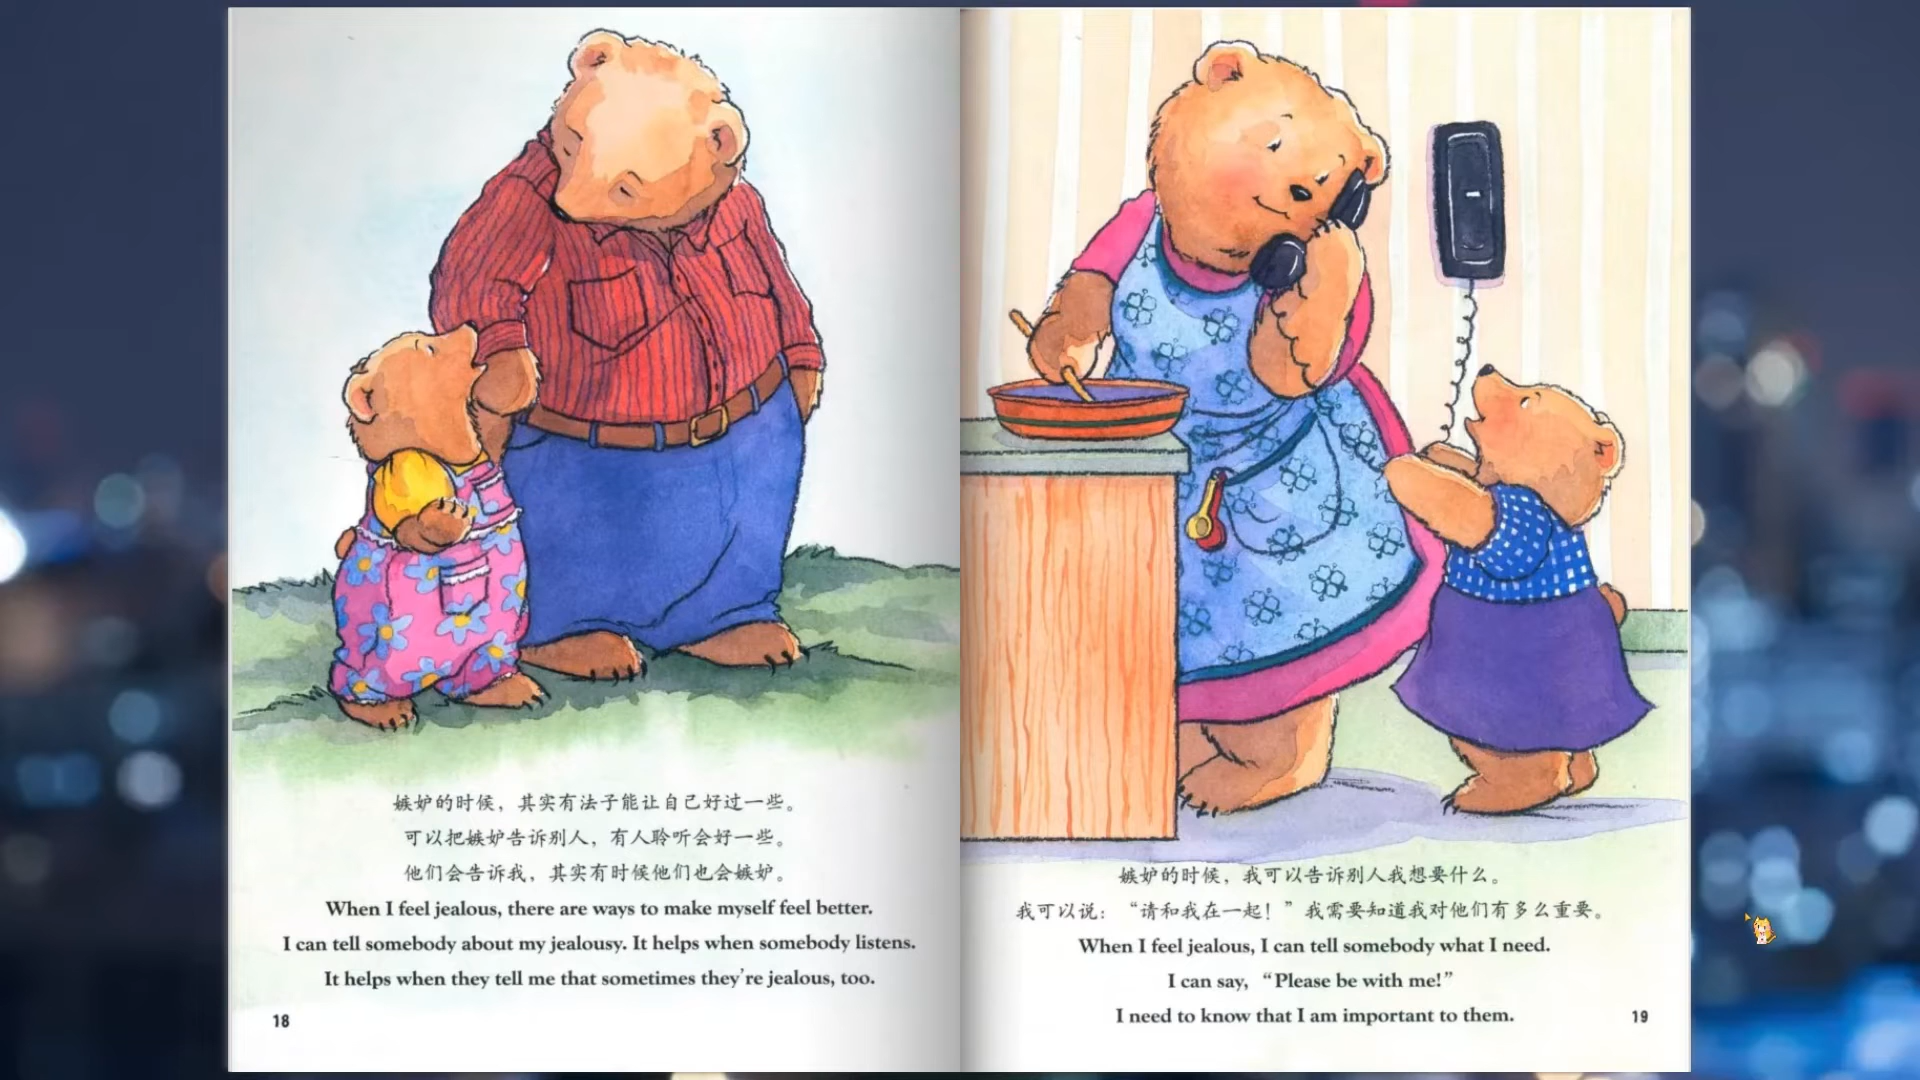 嫉妒的时候，其实有法子能让自己好过一些。
可以把嫉妒告诉别人，有人聆听会好一些。
他们会告诉我，其实有时候他们也会嫉妒。
When I feel jealous, there are ways to make myself feel better.
I can tell somebody about my jealousy. It helps when somebody listens.
It helps when they tell me that sometimes they’re jealous, too.
18
嫉妒的时候，我可以告诉别人我想要什么。
我可以说：“请和我在一起！”我需要知道我对他们有多么重要。
When I feel jealous, I can tell somebody what I need.
I can say, “Please be with me!”
I need to know that I am important to them.
19